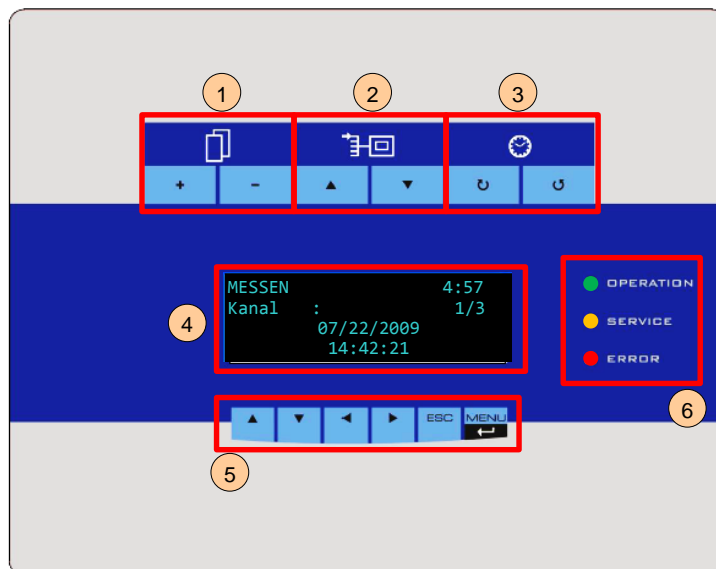 1
2
3
+ -
▲ ▼
↻ ↺
MESSEN 4:57
Kanal : 1/3
07/22/2009
14:42:21
4
OPERATION
SERVICE
ERROR
6
▲ ▼ ◀ ▶ ESC MENU
5